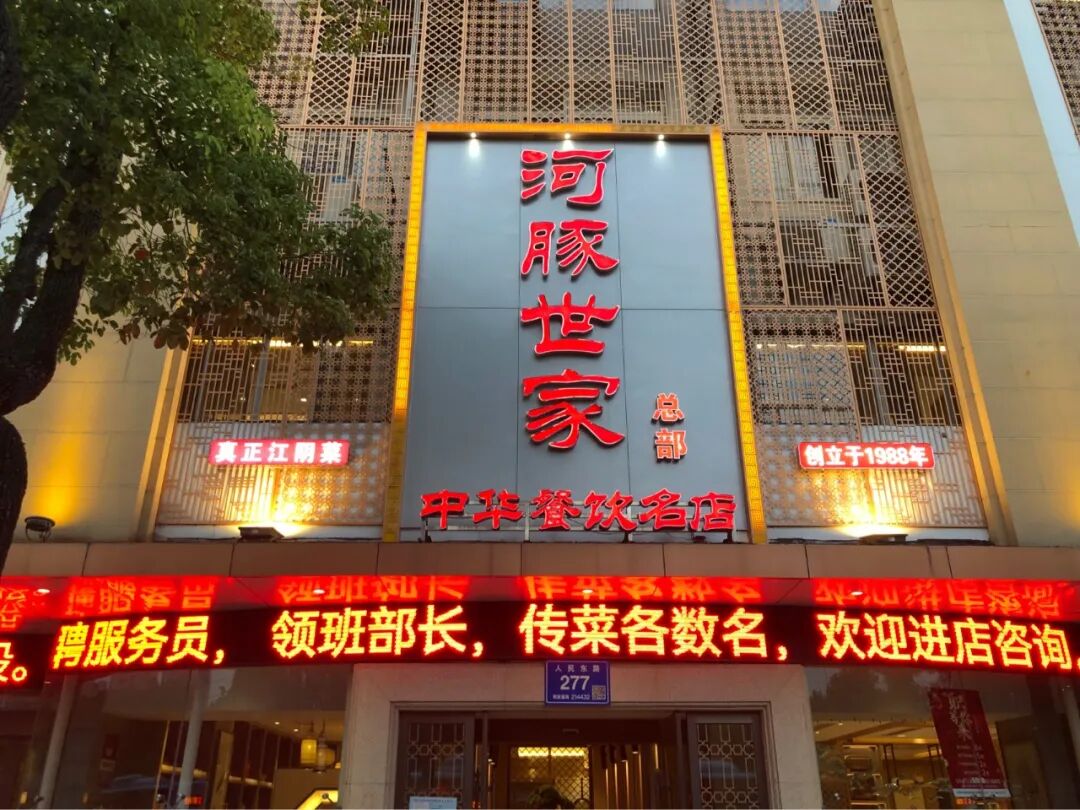 河豚世家
总部
真正江阴菜
创立于1988年
中华餐饮名店
聘服务员，领班部长，传菜各数名，欢迎进店咨询
人民东路
277
214432